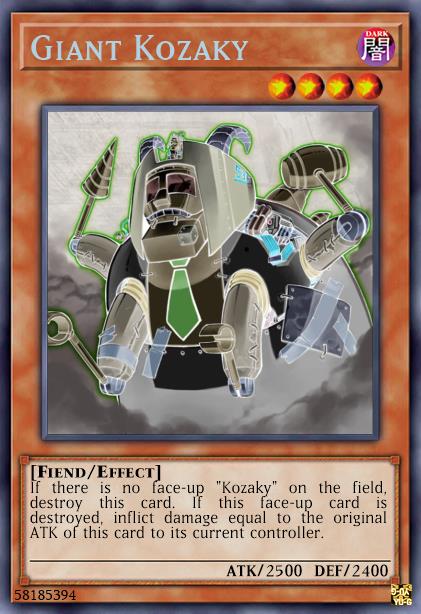 Giant Kozaky
DARK
闇
[Fiend/Effect]
If there is no face-up "Kozaky" on the field,
destroy this card. If this face-up card is
destroyed, inflict damage equal to the original
ATK of this card to its current controller.
ATK/2500 DEF/2400
58185394